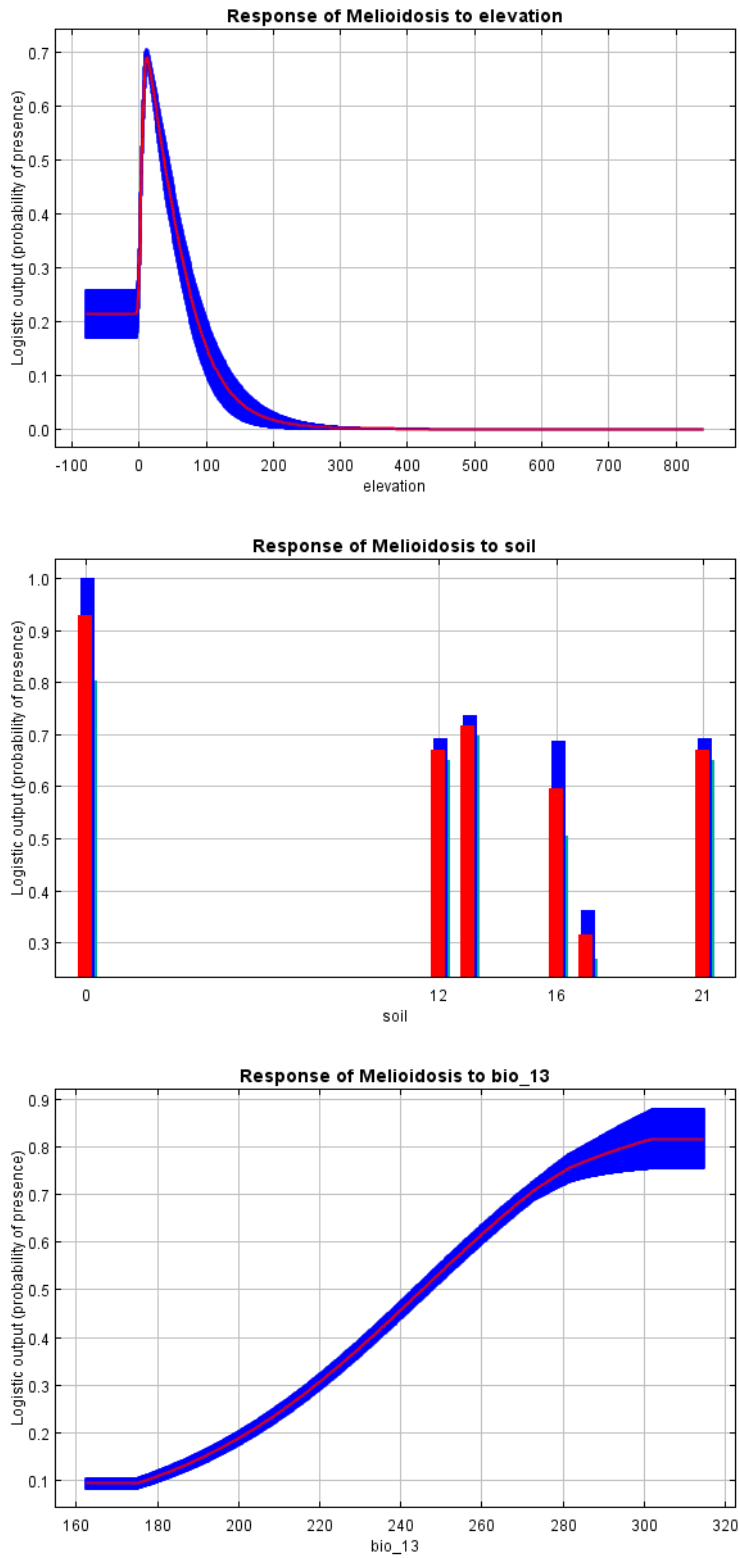 Response of Melioidosis to elevation
Logistic output (probability of presence)
0.7
0.6
0.5
0.4
0.3
0.2
0.1
0.0
-100 0 100 200 300 400 500 600 700 800
elevation
Response of Melioidosis to soil
Logistic output (probability of presence)
1.0
0.9
0.8
0.7
0.6
0.5
0.4
0.3
0 12 16 21
soil
Response of Melioidosis to bio_13
Logistic output (probability of presence)
0.9
0.8
0.7
0.6
0.5
0.4
0.3
0.2
0.1
160 180 200 220 240 260 280 300 320
bio_13